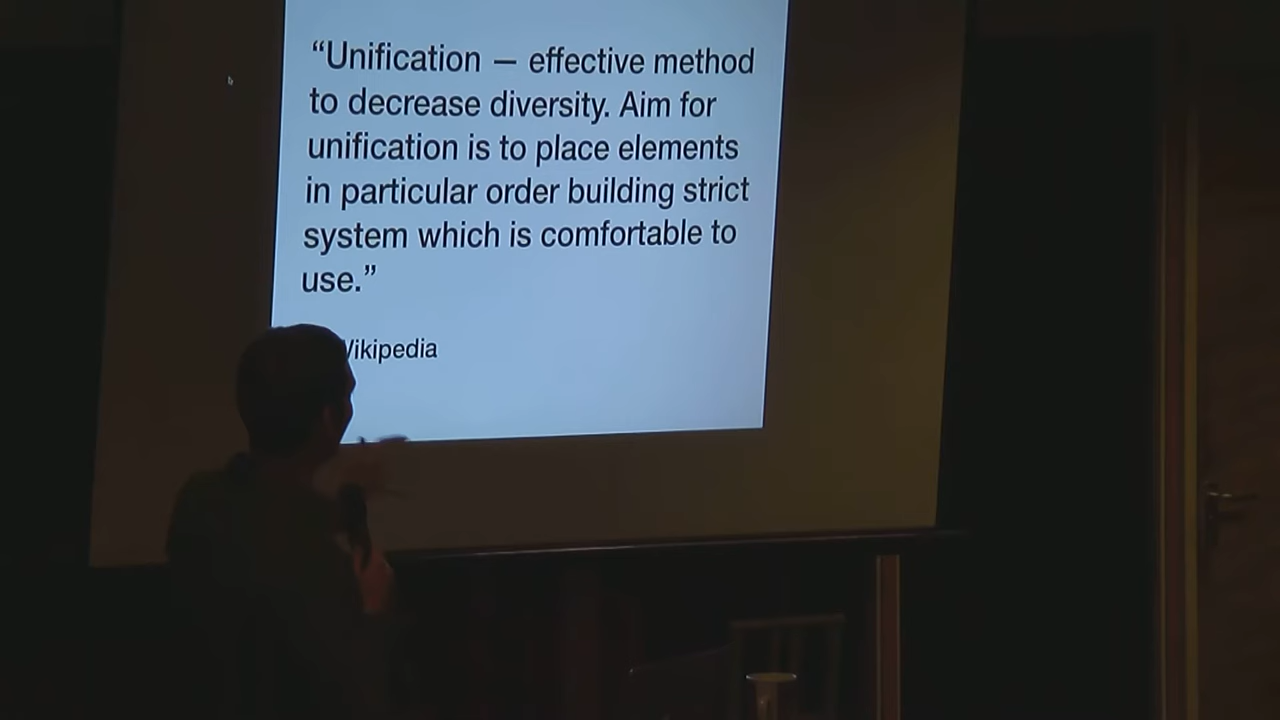 “Unification — effective method
to decrease diversity. Aim for
unification is to place elements
in particular order building strict
system which is comfortable to
use.”